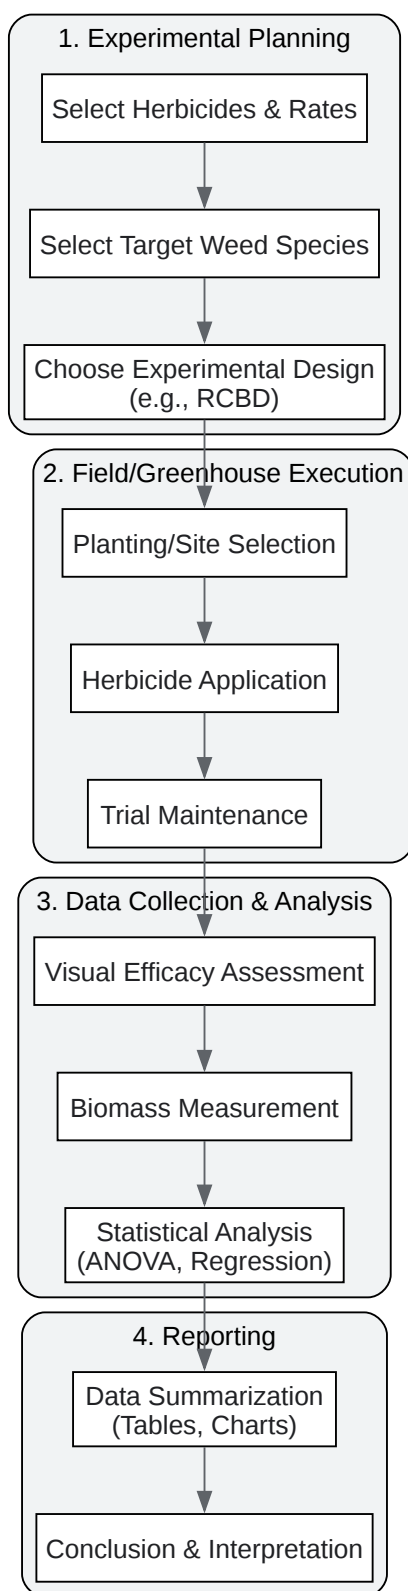 1. Experimental Planning
Select Herbicides & Rates
Select Target Weed Species
Choose Experimental Design
(e.g., RCBD)
2. Field/Greenhouse Execution
Planting/Site Selection
Herbicide Application
Trial Maintenance
3. Data Collection & Analysis
Visual Efficacy Assessment
Biomass Measurement
Statistical Analysis
(ANOVA, Regression)
4. Reporting
Data Summarization
(Tables, Charts)
Conclusion & Interpretation